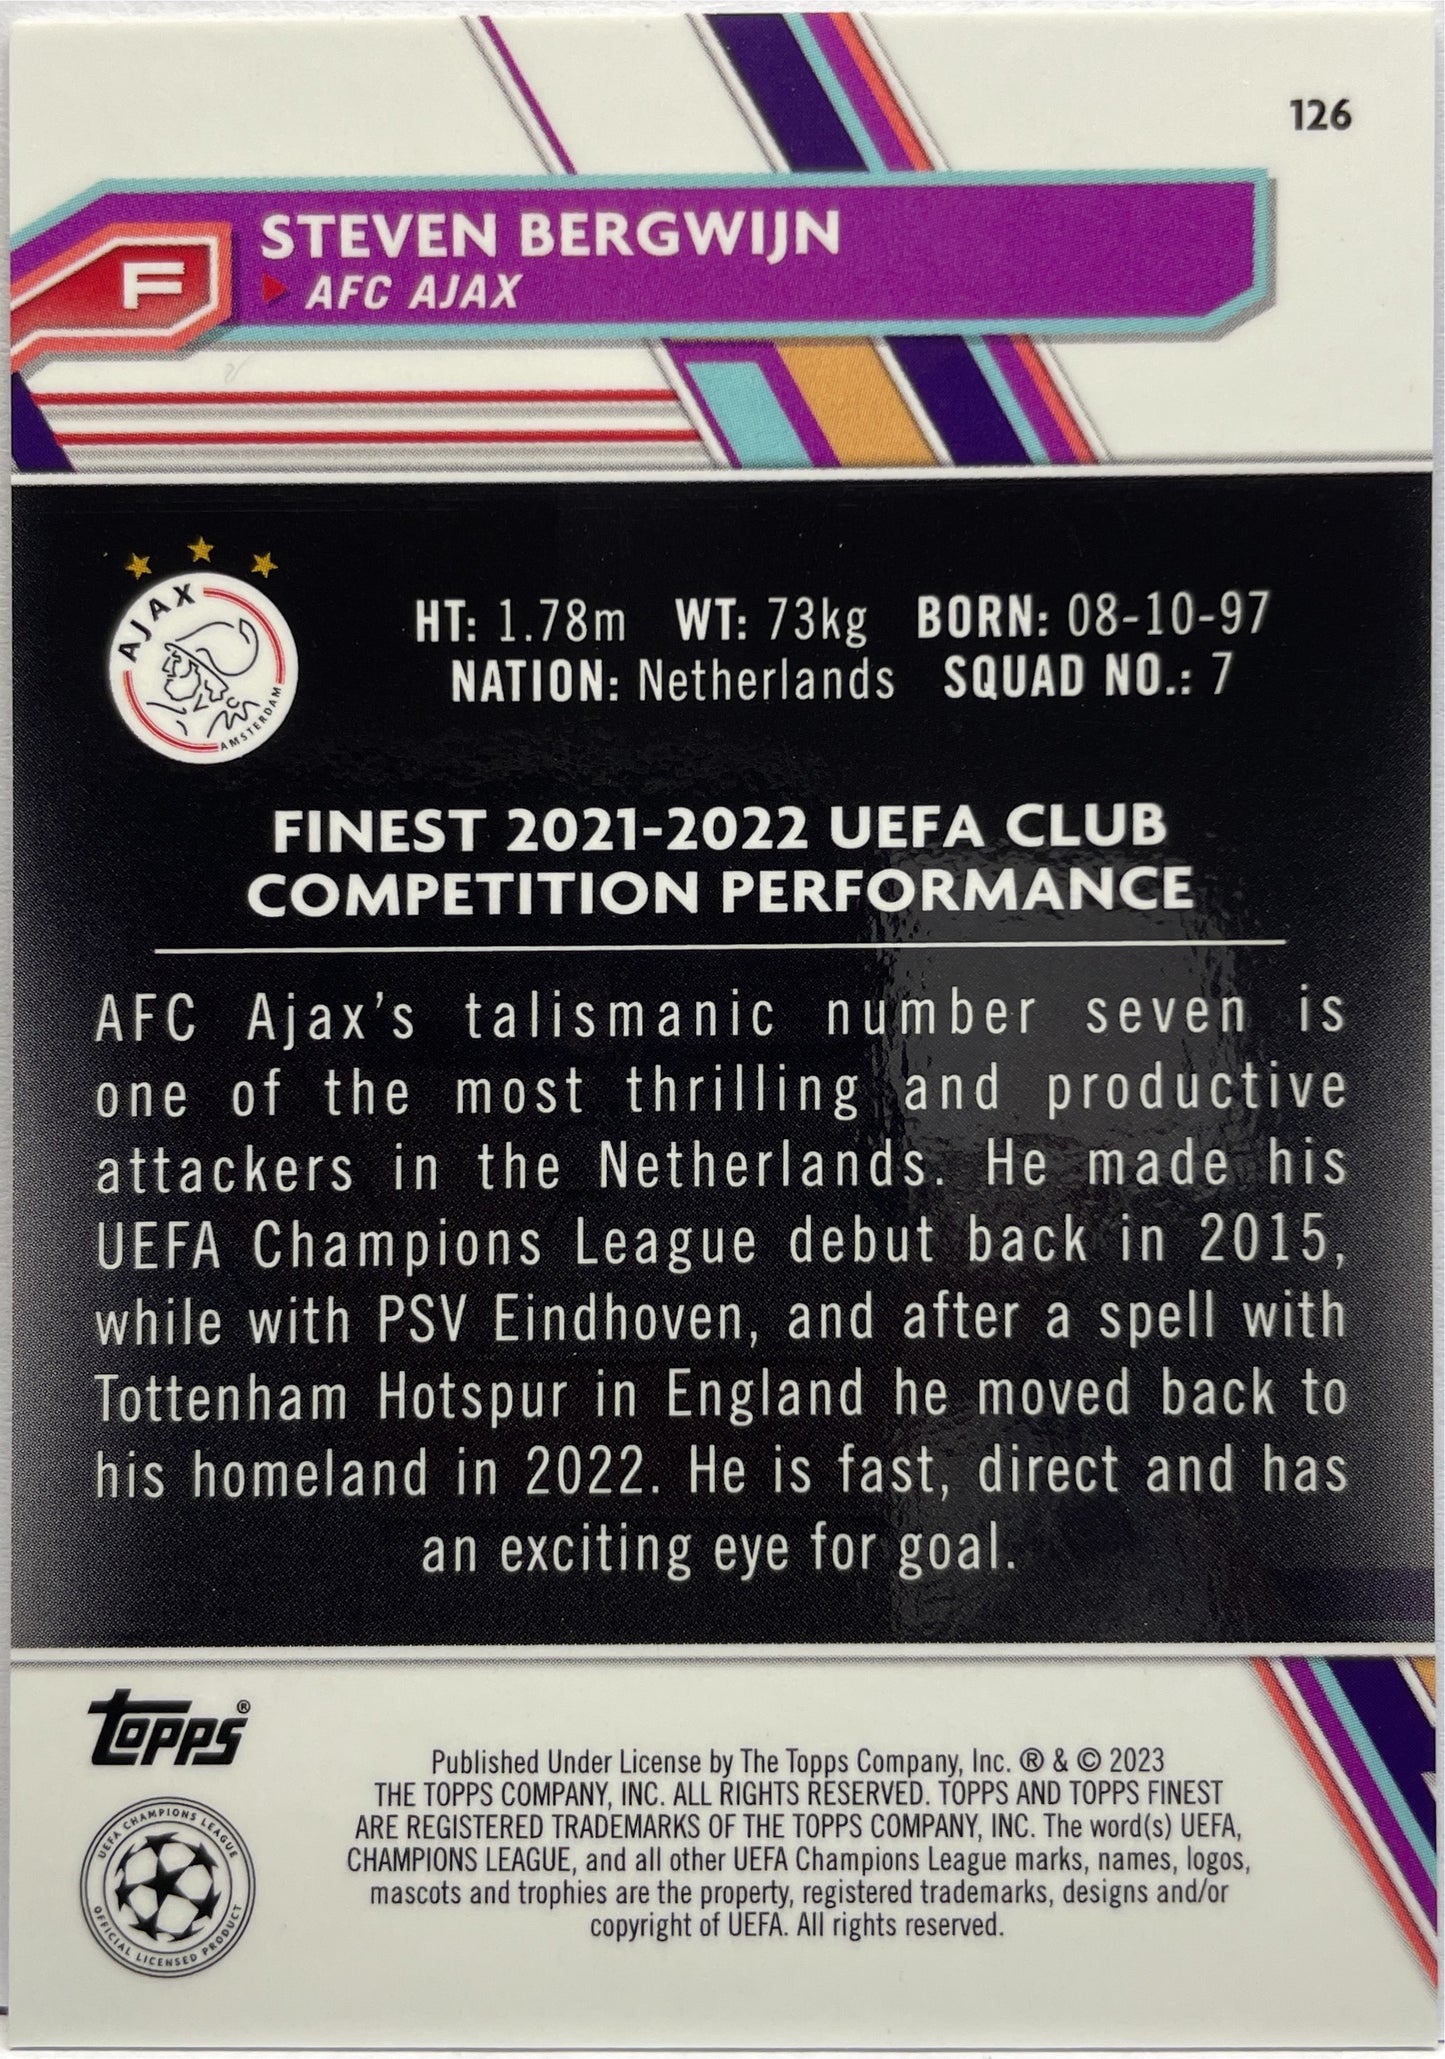 126
STEVEN BERGWIJN
F
AFC AJAX
AJAX
AMSTERDAM
HT: 1.78m WT: 73kg BORN: 08-10-97
NATION: Netherlands SQUAD NO.: 7
FINEST 2021-2022 UEFA CLUB
COMPETITION PERFORMANCE
AFC Ajax's talismanic number seven is
one of the most thrilling and productive
attackers in the Netherlands. He made his
UEFA Champions League debut back in 2015,
while with PSV Eindhoven, and after a spell with
Tottenham Hotspur in England he moved back to
his homeland in 2022. He is fast, direct and has
an exciting eye for goal.
TOPPS®
UEFA CHAMPIONS LEAGUE
OFFICIAL LICENSED PRODUCT
Published Under License by The Topps Company, Inc. ® & © 2023
THE TOPPS COMPANY, INC. ALL RIGHTS RESERVED. TOPPS AND TOPPS FINEST
ARE REGISTERED TRADEMARKS OF THE TOPPS COMPANY, INC. The word(s) UEFA,
CHAMPIONS LEAGUE, and all other UEFA Champions League marks, names, logos,
mascots and trophies are the property, registered trademarks, designs and/or
copyright of UEFA. All rights reserved.